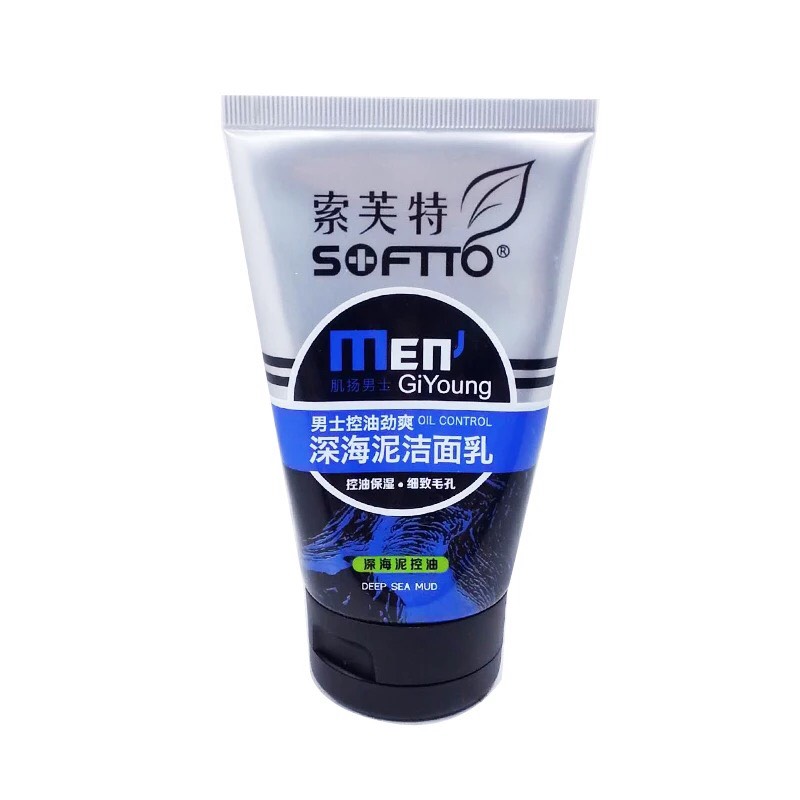 索芙特
SOFTTO®
men'
肌扬男士 GiYoung
男士控油劲爽 OIL CONTROL
深海泥洁面乳
控油保湿•细致毛孔
深海泥控油
DEEP SEA MUD